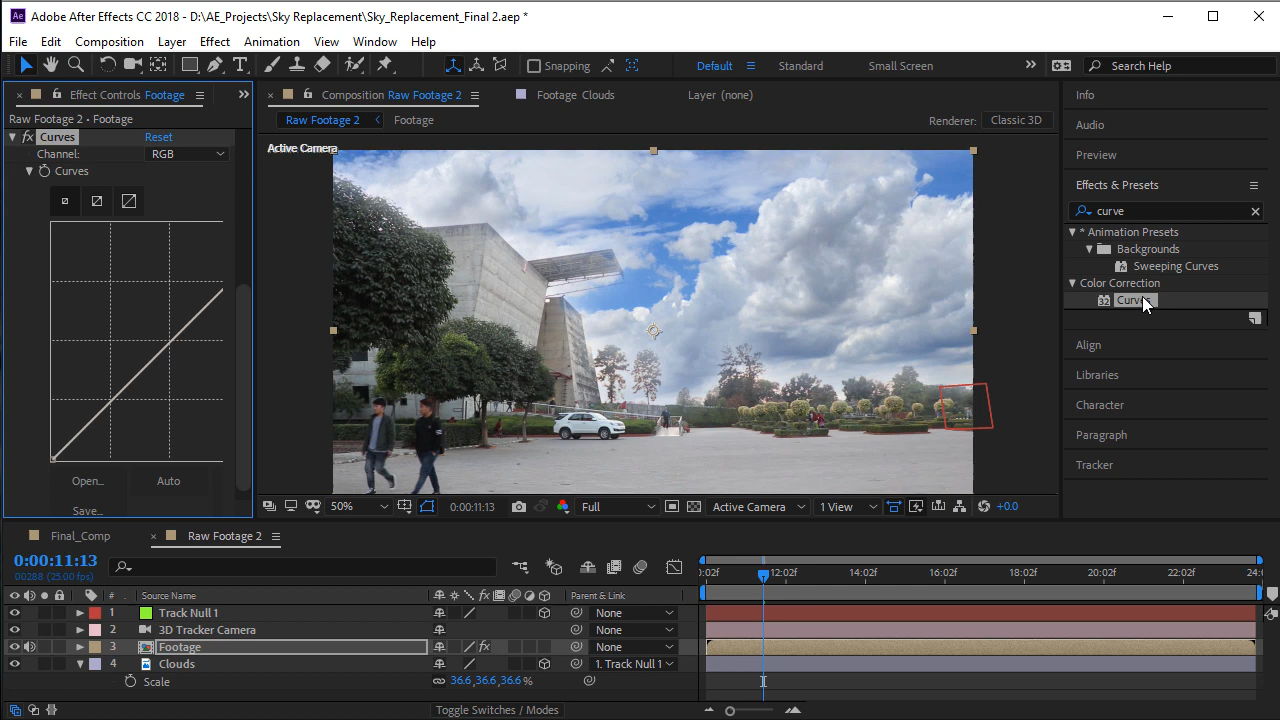 Ae Adobe After Effects CC 2018 - D:\AE_Projects\Sky Replacement\Sky_Replacement_Final 2.aep *
File Edit Composition Layer Effect Animation View Window Help
Snapping Default Standard Small Screen Search Help
Effect Controls Footage
Composition Raw Footage 2 Footage Clouds Layer (none)
Info
Raw Footage 2 • Footage
Raw Footage 2 Footage Renderer: Classic 3D
Audio
fx Curves Reset
Channel: RGB
Curves
Open... Auto
Save...
Active Camera
Preview
Effects & Presets
curve
* Animation Presets
Backgrounds
Sweeping Curves
Color Correction
32
Align
Libraries
Character
Paragraph
Tracker
50% 0:00:11:13 Full Active Camera 1 View +0.0
Final_Comp Raw Footage 2
0:00:11:13
00288 (25.00 fps)
:02f 12:02f 14:02f 16:02f 18:02f 20:02f 22:02f 24:
# . Source Name fx Parent & Link
1 Track Null 1 None
2 3D Tracker Camera None
3 Footage fx None
4 Clouds 1. Track Null 1
Scale 36.6,36.6,36.6%
Toggle Switches / Modes